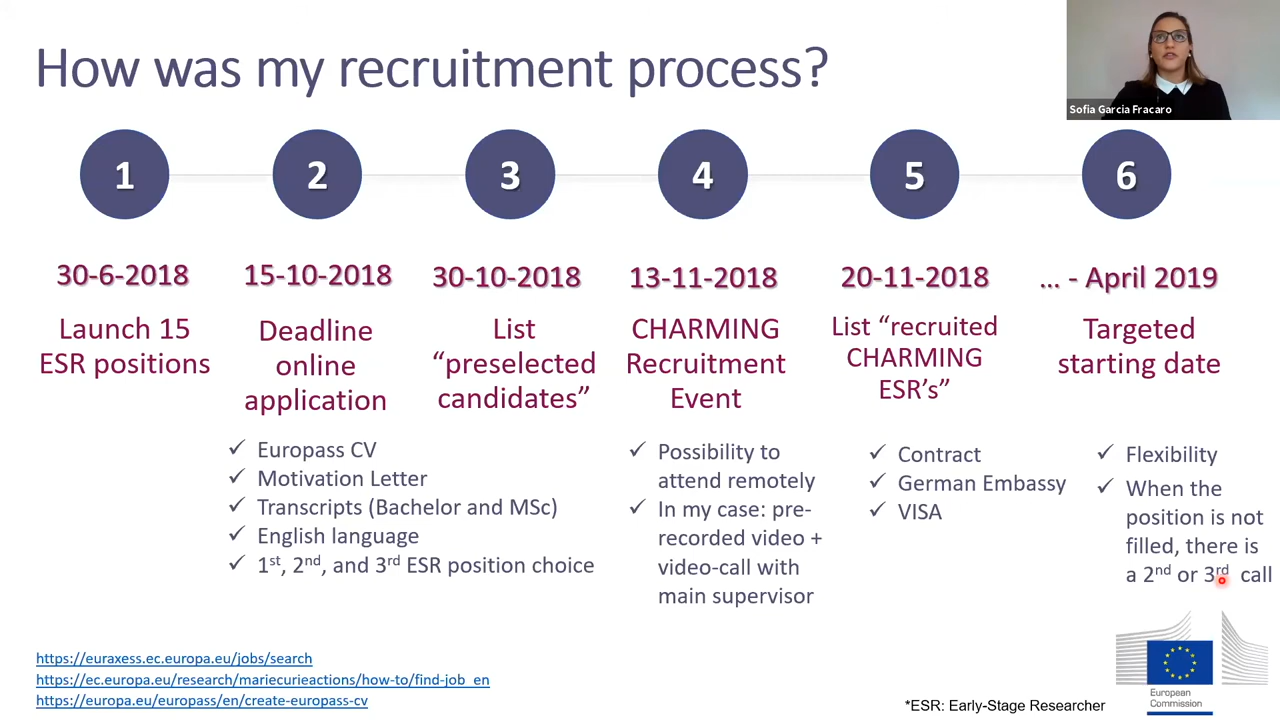 How was my recruitment process?
Sofia Garcia Fracaro
1
2
3
4
5
6
30-6-2018
Launch 15
ESR positions
15-10-2018
Deadline
online
application
✓ Europass CV
✓ Motivation Letter
✓ Transcripts (Bachelor and MSc)
✓ English language
✓ 1st, 2nd, and 3rd ESR position choice
30-10-2018
List
“preselected
candidates”
13-11-2018
CHARMING
Recruitment
Event
✓ Possibility to
attend remotely
✓ In my case: pre-
recorded video +
video-call with
main supervisor
20-11-2018
List “recruited
CHARMING
ESR’s”
✓ Contract
✓ German Embassy
✓ VISA
... - April 2019
Targeted
starting date
✓ Flexibility
✓ When the
position is not
filled, there is
a 2nd or 3rd call
https://euraxess.ec.europa.eu/jobs/search
https://ec.europa.eu/research/mariecurieactions/how-to/find-job_en
https://europa.eu/europass/en/create-europass-cv
*ESR: Early-Stage Researcher
European
Commission